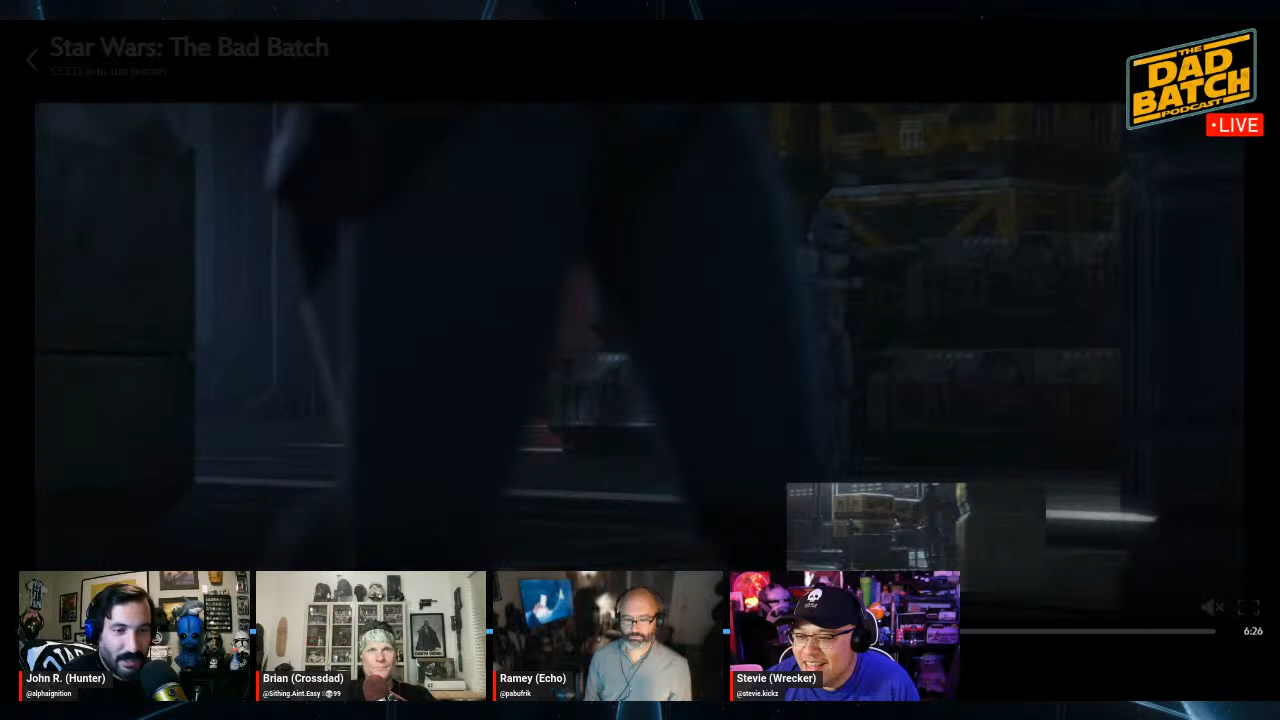 Star Wars: The Bad Batch
THE
DAD
BATCH
PODCAST
•LIVE
6:26
John R. (Hunter)
@alphaignition
Brian (Crossdad)
@Sithing.Aint.Easy 💀99
Ramey (Echo)
@pabufrik
Stevie (Wrecker)
@stevie.kickz